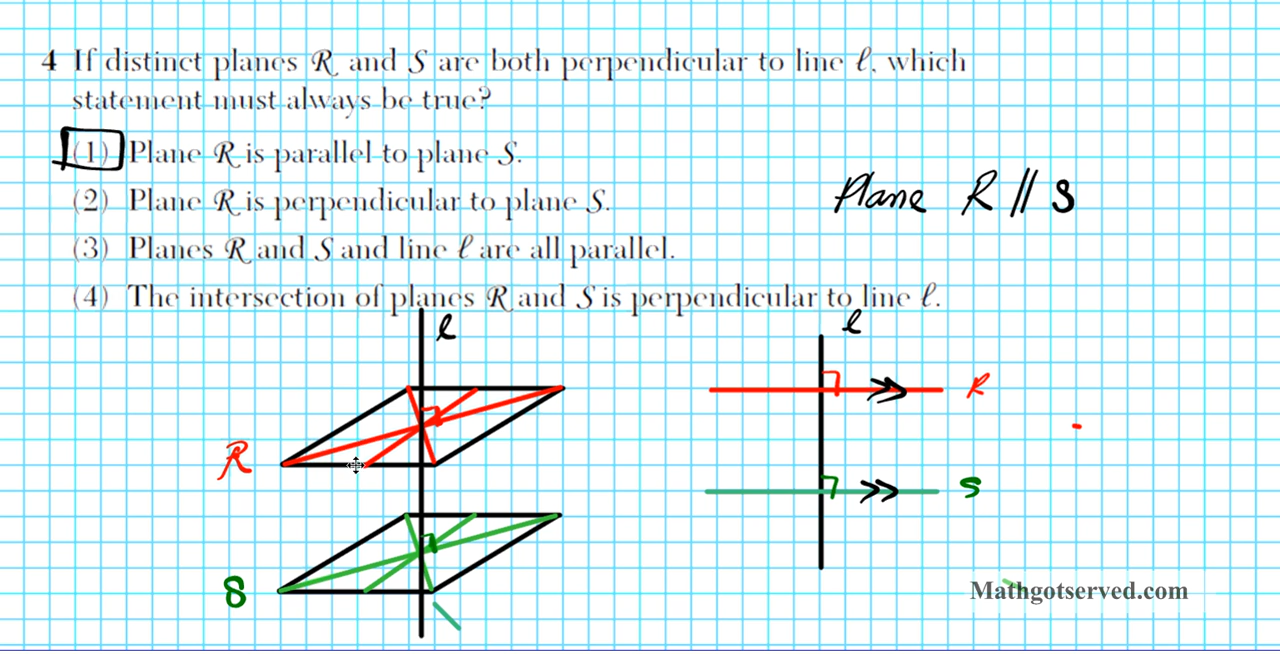 4 If distinct planes R and S are both perpendicular to line ℓ, which
statement must always be true?
(1) Plane R is parallel to plane S.
(2) Plane R is perpendicular to plane S.
(3) Planes R and S and line ℓ are all parallel.
(4) The intersection of planes R and S is perpendicular to line ℓ.
Plane R // S
ℓ
R
S
ℓ
R
S
Mathgotserved.com